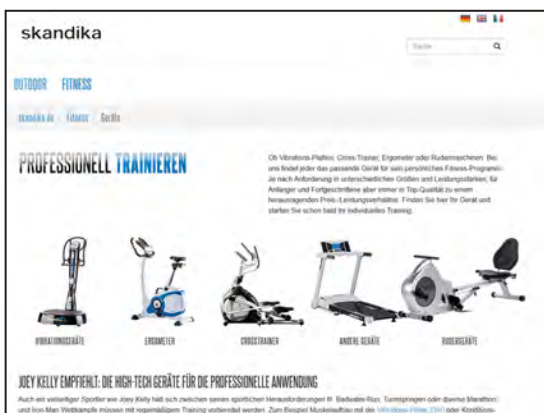 skandika
Suche
OUTDOOR FITNESS
skandika.de Fitness Geräte
PROFESSIONELL TRAINIEREN
Ob Vibrations-Platten, Cross-Trainer, Ergometer oder Rudermaschinen: Bei
uns findet jeder das passende Gerät für sein persönliches Fitness-Programm.
Je nach Anforderung in unterschiedlichen Größen und Leistungsstärken, für
Anfänger und Fortgeschrittene aber immer in Top-Qualität zu einem
herausragenden Preis-/Leistungsverhältnis. Finden Sie hier Ihr Gerät und
starten Sie schon bald Ihr individuelles Training.
VIBRATIONSGERÄTE ERGOMETER CROSSTRAINER ANDERE GERÄTE RUDERGERÄTE
JOEY KELLY EMPFIEHLT: DIE HIGH-TECH GERÄTE FÜR DIE PROFESSIONELLE ANWENDUNG
Auch ein vielseitiger Sportler wie Joey Kelly hält sich zwischen seinen sportlichen Herausforderungen fit. Badwater-Run, Turmspringen oder diverse Marathon-
und Iron-Man Wettkämpfe müssen mit regelmäßigem Training vorbereitet werden. Zum Beispiel Muskelaufbau mit der Vibrations-Platte und Konditions-